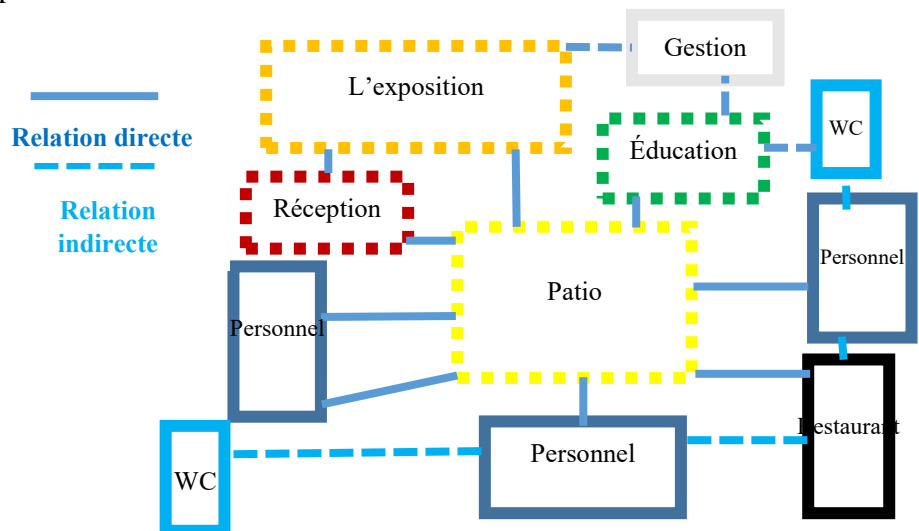 Gestion
L'exposition
Relation directe
WC
Éducation
Réception
Relation
indirecte
Personnel
Patio
Personnel
Restaurant
Personnel
WC